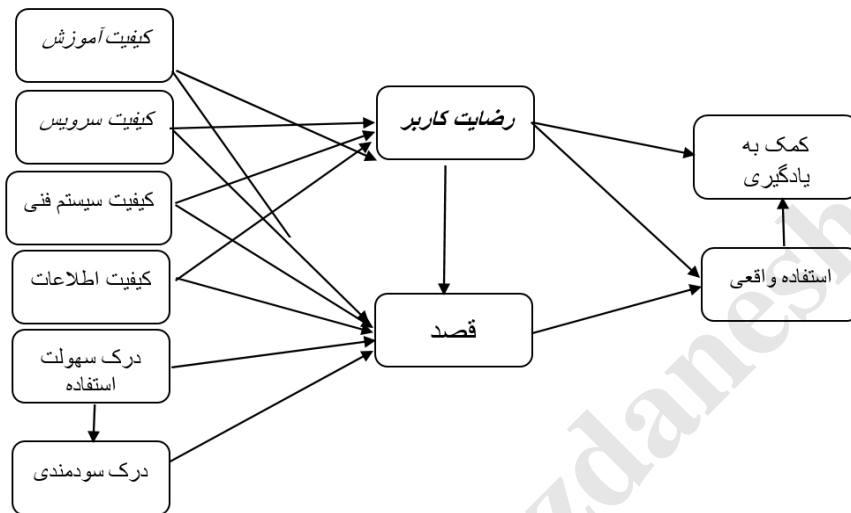 کیفیت آموزش
کیفیت سرویس
کیفیت سیستم فنی
کیفیت اطلاعات
درک سهولت
استفاده
درک سودمندی
رضایت کاربر
قصد
کمک به
یادگیری
استفاده واقعی
zdanesh